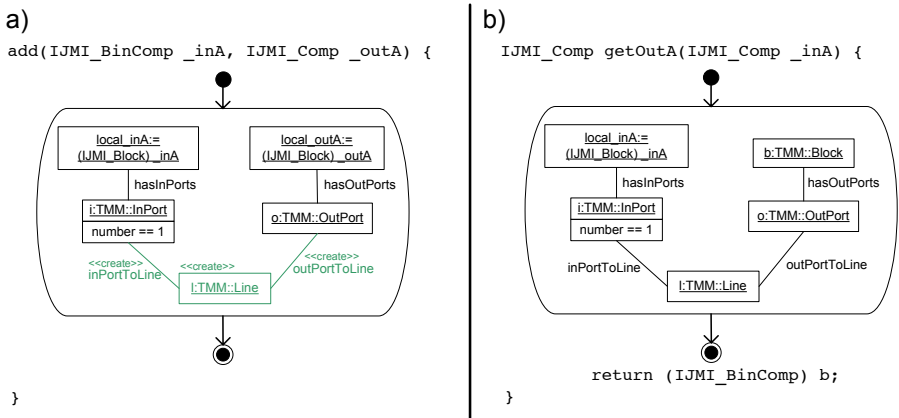 a)
add(IJMI_BinComp _inA, IJMI_Comp _outA) {
local_inA:=
(IJMI_Block) _inA
local_outA:=
(IJMI_Block) _outA
hasInPorts
hasOutPorts
i:TMM::InPort
number == 1
o:TMM::OutPort
<<create>>
inPortToLine
<<create>>
<<create>>
outPortToLine
l:TMM::Line
}
b)
IJMI_Comp getOutA(IJMI_Comp _inA) {
local_inA:=
(IJMI_Block) _inA
b:TMM::Block
hasInPorts
hasOutPorts
i:TMM::InPort
number == 1
o:TMM::OutPort
inPortToLine
outPortToLine
l:TMM::Line
return (IJMI_BinComp) b;
}